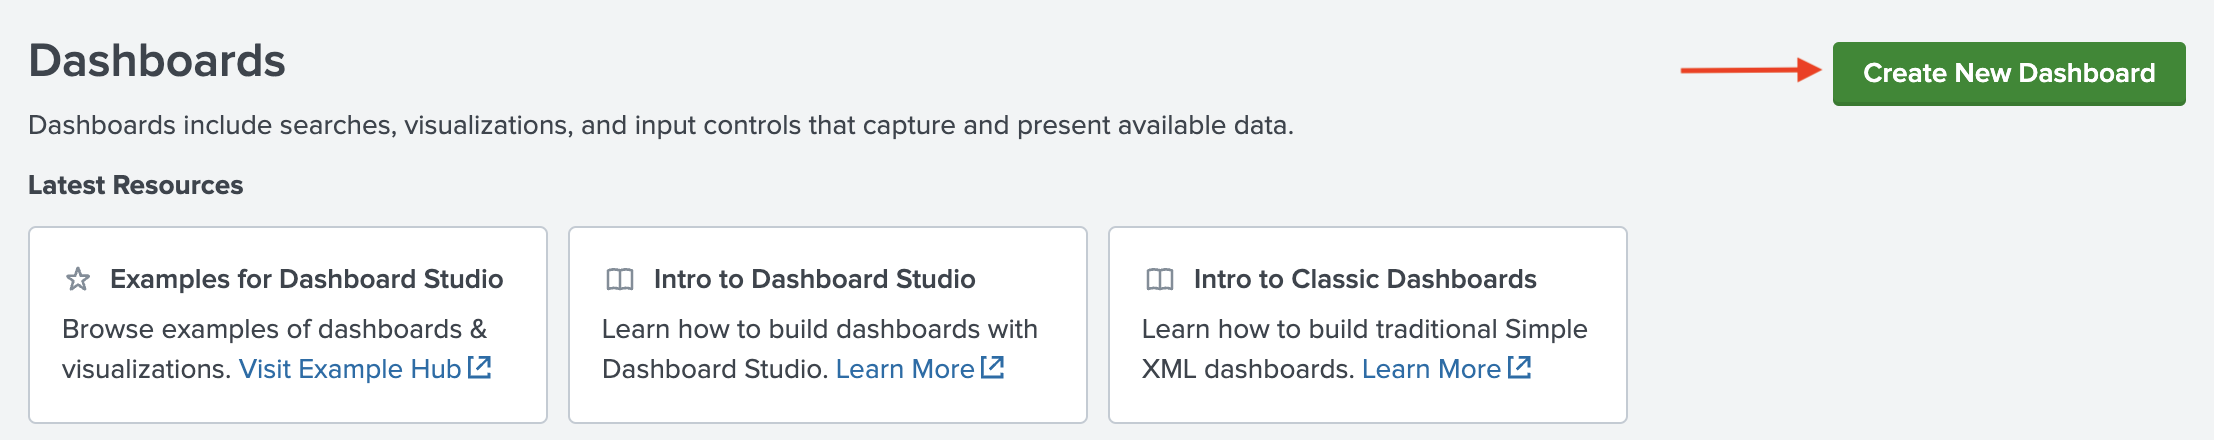 Dashboards
Create New Dashboard
Dashboards include searches, visualizations, and input controls that capture and present available data.
Latest Resources
Examples for Dashboard Studio
Browse examples of dashboards &
visualizations. Visit Example Hub
Intro to Dashboard Studio
Learn how to build dashboards with
Dashboard Studio. Learn More
Intro to Classic Dashboards
Learn how to build traditional Simple
XML dashboards. Learn More